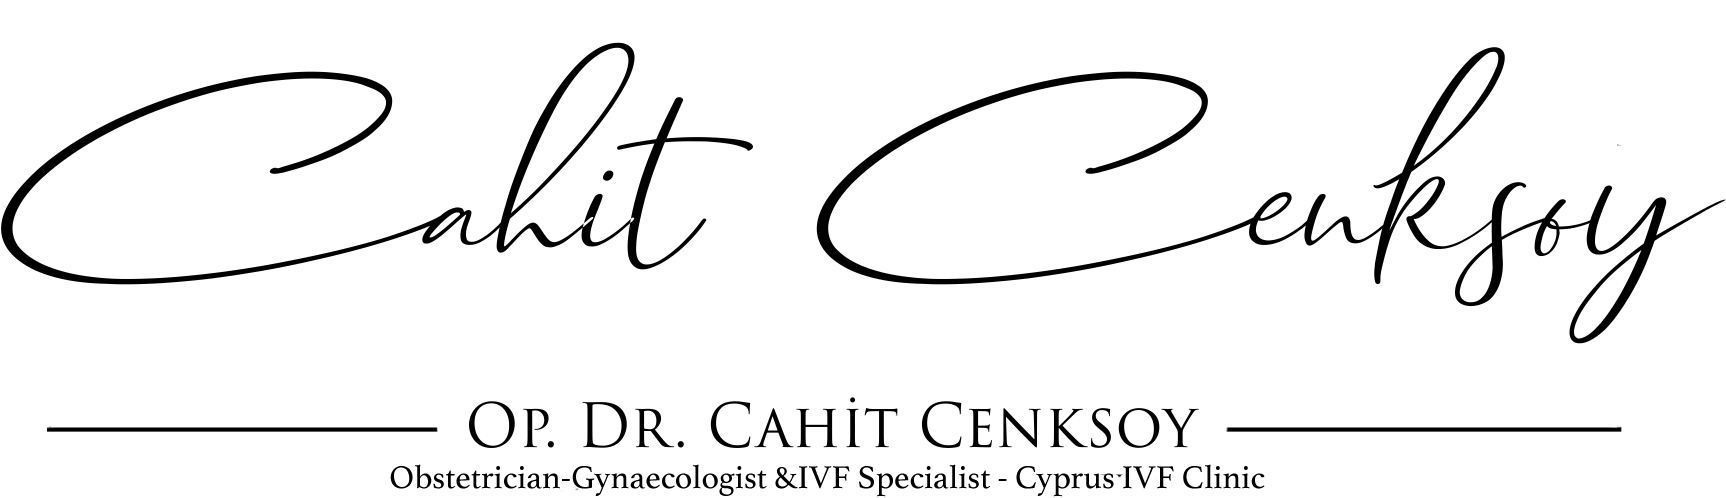 Cahit Cenksoy
OP. DR. CAHİT CENKSOY
Obstetrician-Gynaecologist &IVF Specialist - Cyprus IVF Clinic